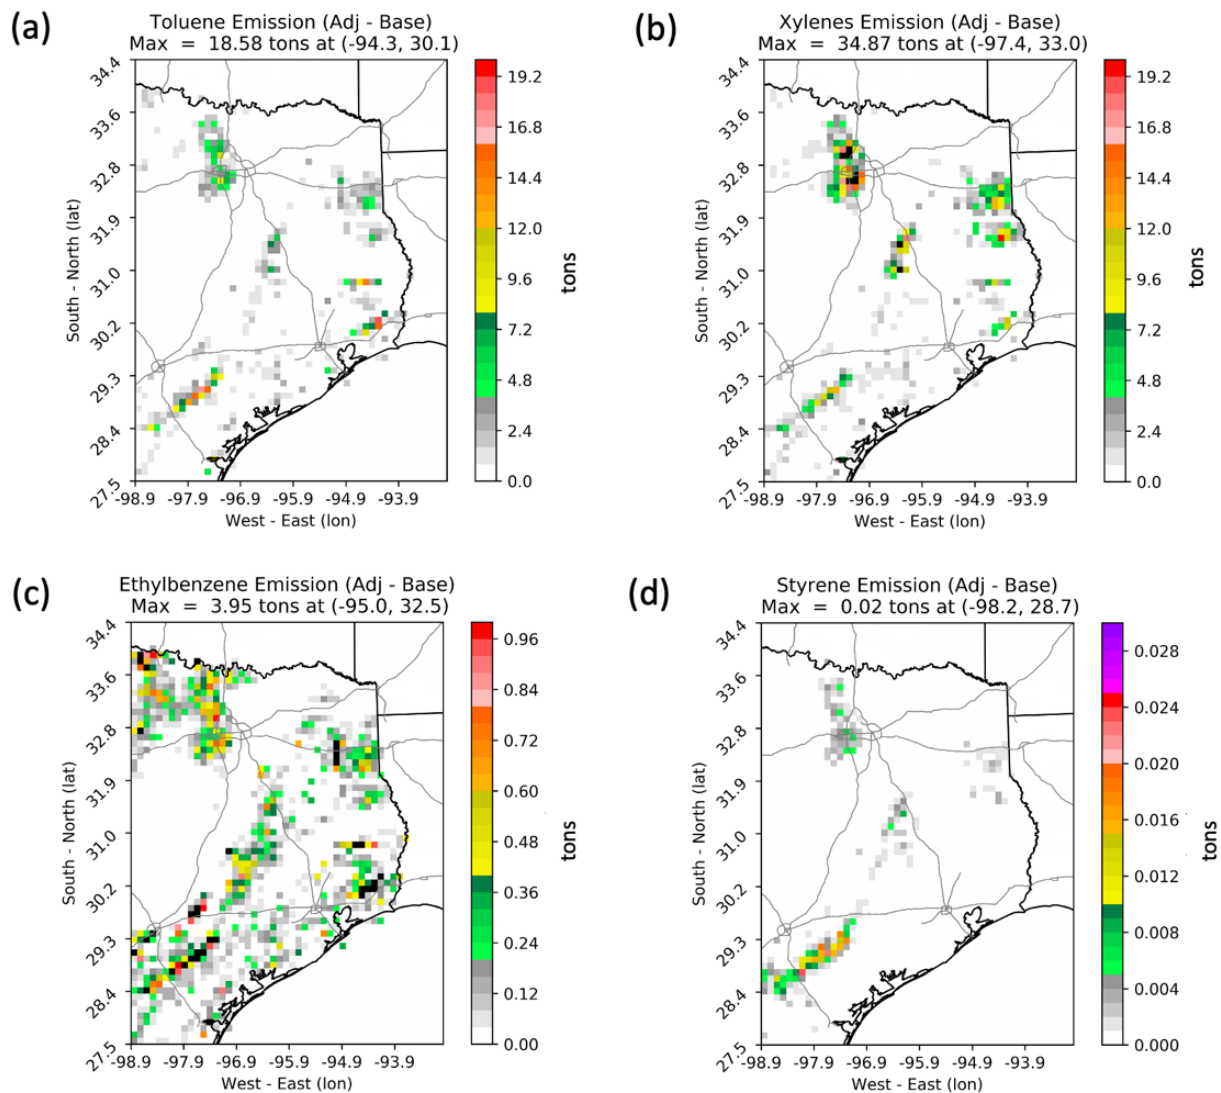 (a)
Toluene Emission (Adj - Base)
Max = 18.58 tons at (-94.3, 30.1)
34.4
33.6
32.8
31.9
31.0
30.2
29.3
28.4
27.5
South - North (lat)
-98.9 -97.9 -96.9 -95.9 -94.9 -93.9
West - East (lon)
19.2
16.8
14.4
12.0
9.6
7.2
4.8
2.4
0.0
tons
(b)
Xylenes Emission (Adj - Base)
Max = 34.87 tons at (-97.4, 33.0)
34.4
33.6
32.8
31.9
31.0
30.2
29.3
28.4
27.5
South - North (lat)
-98.9 -97.9 -96.9 -95.9 -94.9 -93.9
West - East (lon)
19.2
16.8
14.4
12.0
9.6
7.2
4.8
2.4
0.0
tons
(c)
Ethylbenzene Emission (Adj - Base)
Max = 3.95 tons at (-95.0, 32.5)
34.4
33.6
32.8
31.9
31.0
30.2
29.3
28.4
27.5
South - North (lat)
-98.9 -97.9 -96.9 -95.9 -94.9 -93.9
West - East (lon)
0.96
0.84
0.72
0.60
0.48
0.36
0.24
0.12
0.00
tons
(d)
Styrene Emission (Adj - Base)
Max = 0.02 tons at (-98.2, 28.7)
34.4
33.6
32.8
31.9
31.0
30.2
29.3
28.4
27.5
South - North (lat)
-98.9 -97.9 -96.9 -95.9 -94.9 -93.9
West - East (lon)
0.028
0.024
0.020
0.016
0.012
0.008
0.004
0.000
tons